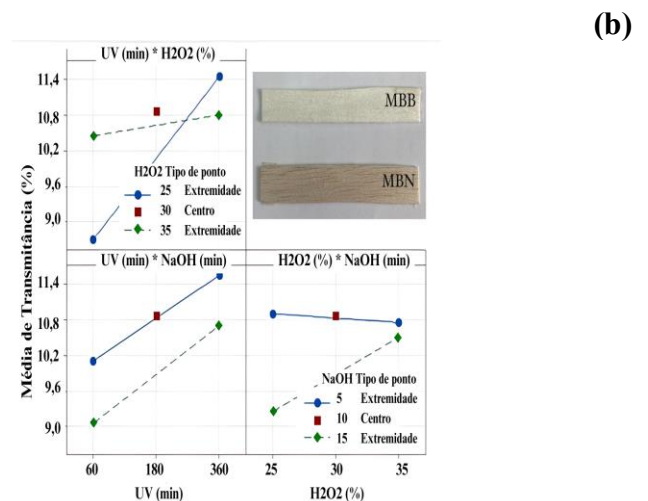 (b)
UV (min) * H2O2 (%)
11,4
10,8
10,2
9,6
9,0
H2O2 Tipo de ponto
25 Extremidade
30 Centro
35 Extremidade
MBB
MBN
Média de Transmitância (%)
UV (min) * NaOH (min)
H2O2 (%) * NaOH (min)
11,4
10,8
10,2
9,6
9,0
NaOH Tipo de ponto
5 Extremidade
10 Centro
15 Extremidade
60 180 360
25 30 35
UV (min)
H2O2 (%)